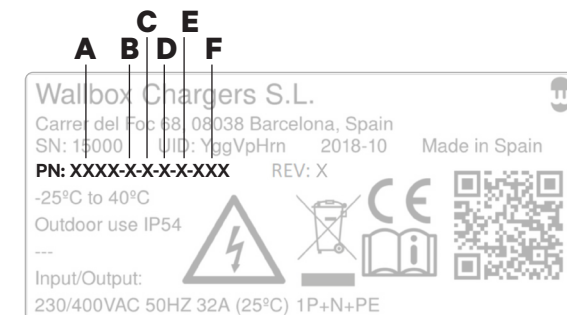 C E
A B D F
Wallbox Chargers S.L.
Carrer del Foc 68, 08038 Barcelona, Spain
SN: 15000 UID: YggVpHrn 2018-10 Made in Spain
PN: XXXX-X-X-X-X-XXX REV: X
-25ºC to 40ºC
Outdoor use IP54
---
Input/Output:
230/400VAC 50HZ 32A (25ºC) 1P+N+PE
CE
i